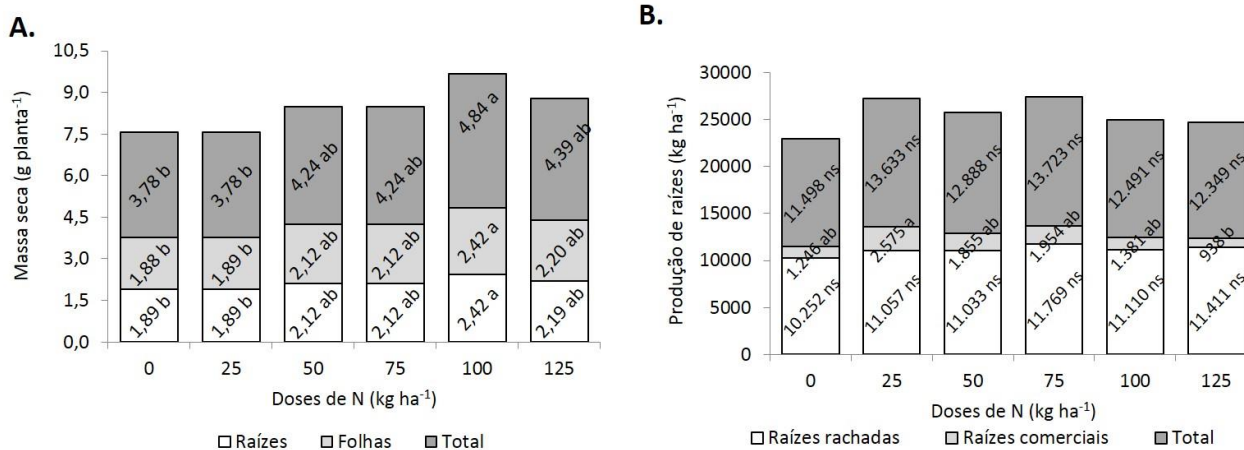 A.
Massa seca (g planta⁻¹)
10,5
9,0
7,5
6,0
4,5
3,0
1,5
0,0
3,78 b
3,78 b
4,24 ab
4,24 ab
4,84 a
4,39 ab
1,88 b
1,89 b
2,12 ab
2,12 ab
2,42 a
2,20 ab
1,89 b
1,89 b
2,12 ab
2,12 ab
2,42 a
2,19 ab
0 25 50 75 100 125
Doses de N (kg ha⁻¹)
Raízes Folhas Total
B.
Produção de raízes (kg ha⁻¹)
30000
25000
20000
15000
10000
5000
0
11.498 ns
13.633 ns
12.888 ns
13.723 ns
12.491 ns
12.349 ns
1.246 ab
2.575 a
1.855 ab
1.954 ab
1.381 ab
938 b
10.252 ns
11.057 ns
11.033 ns
11.769 ns
11.110 ns
11.411 ns
0 25 50 75 100 125
Doses de N (kg ha⁻¹)
Raízes rachadas Raízes comerciais Total